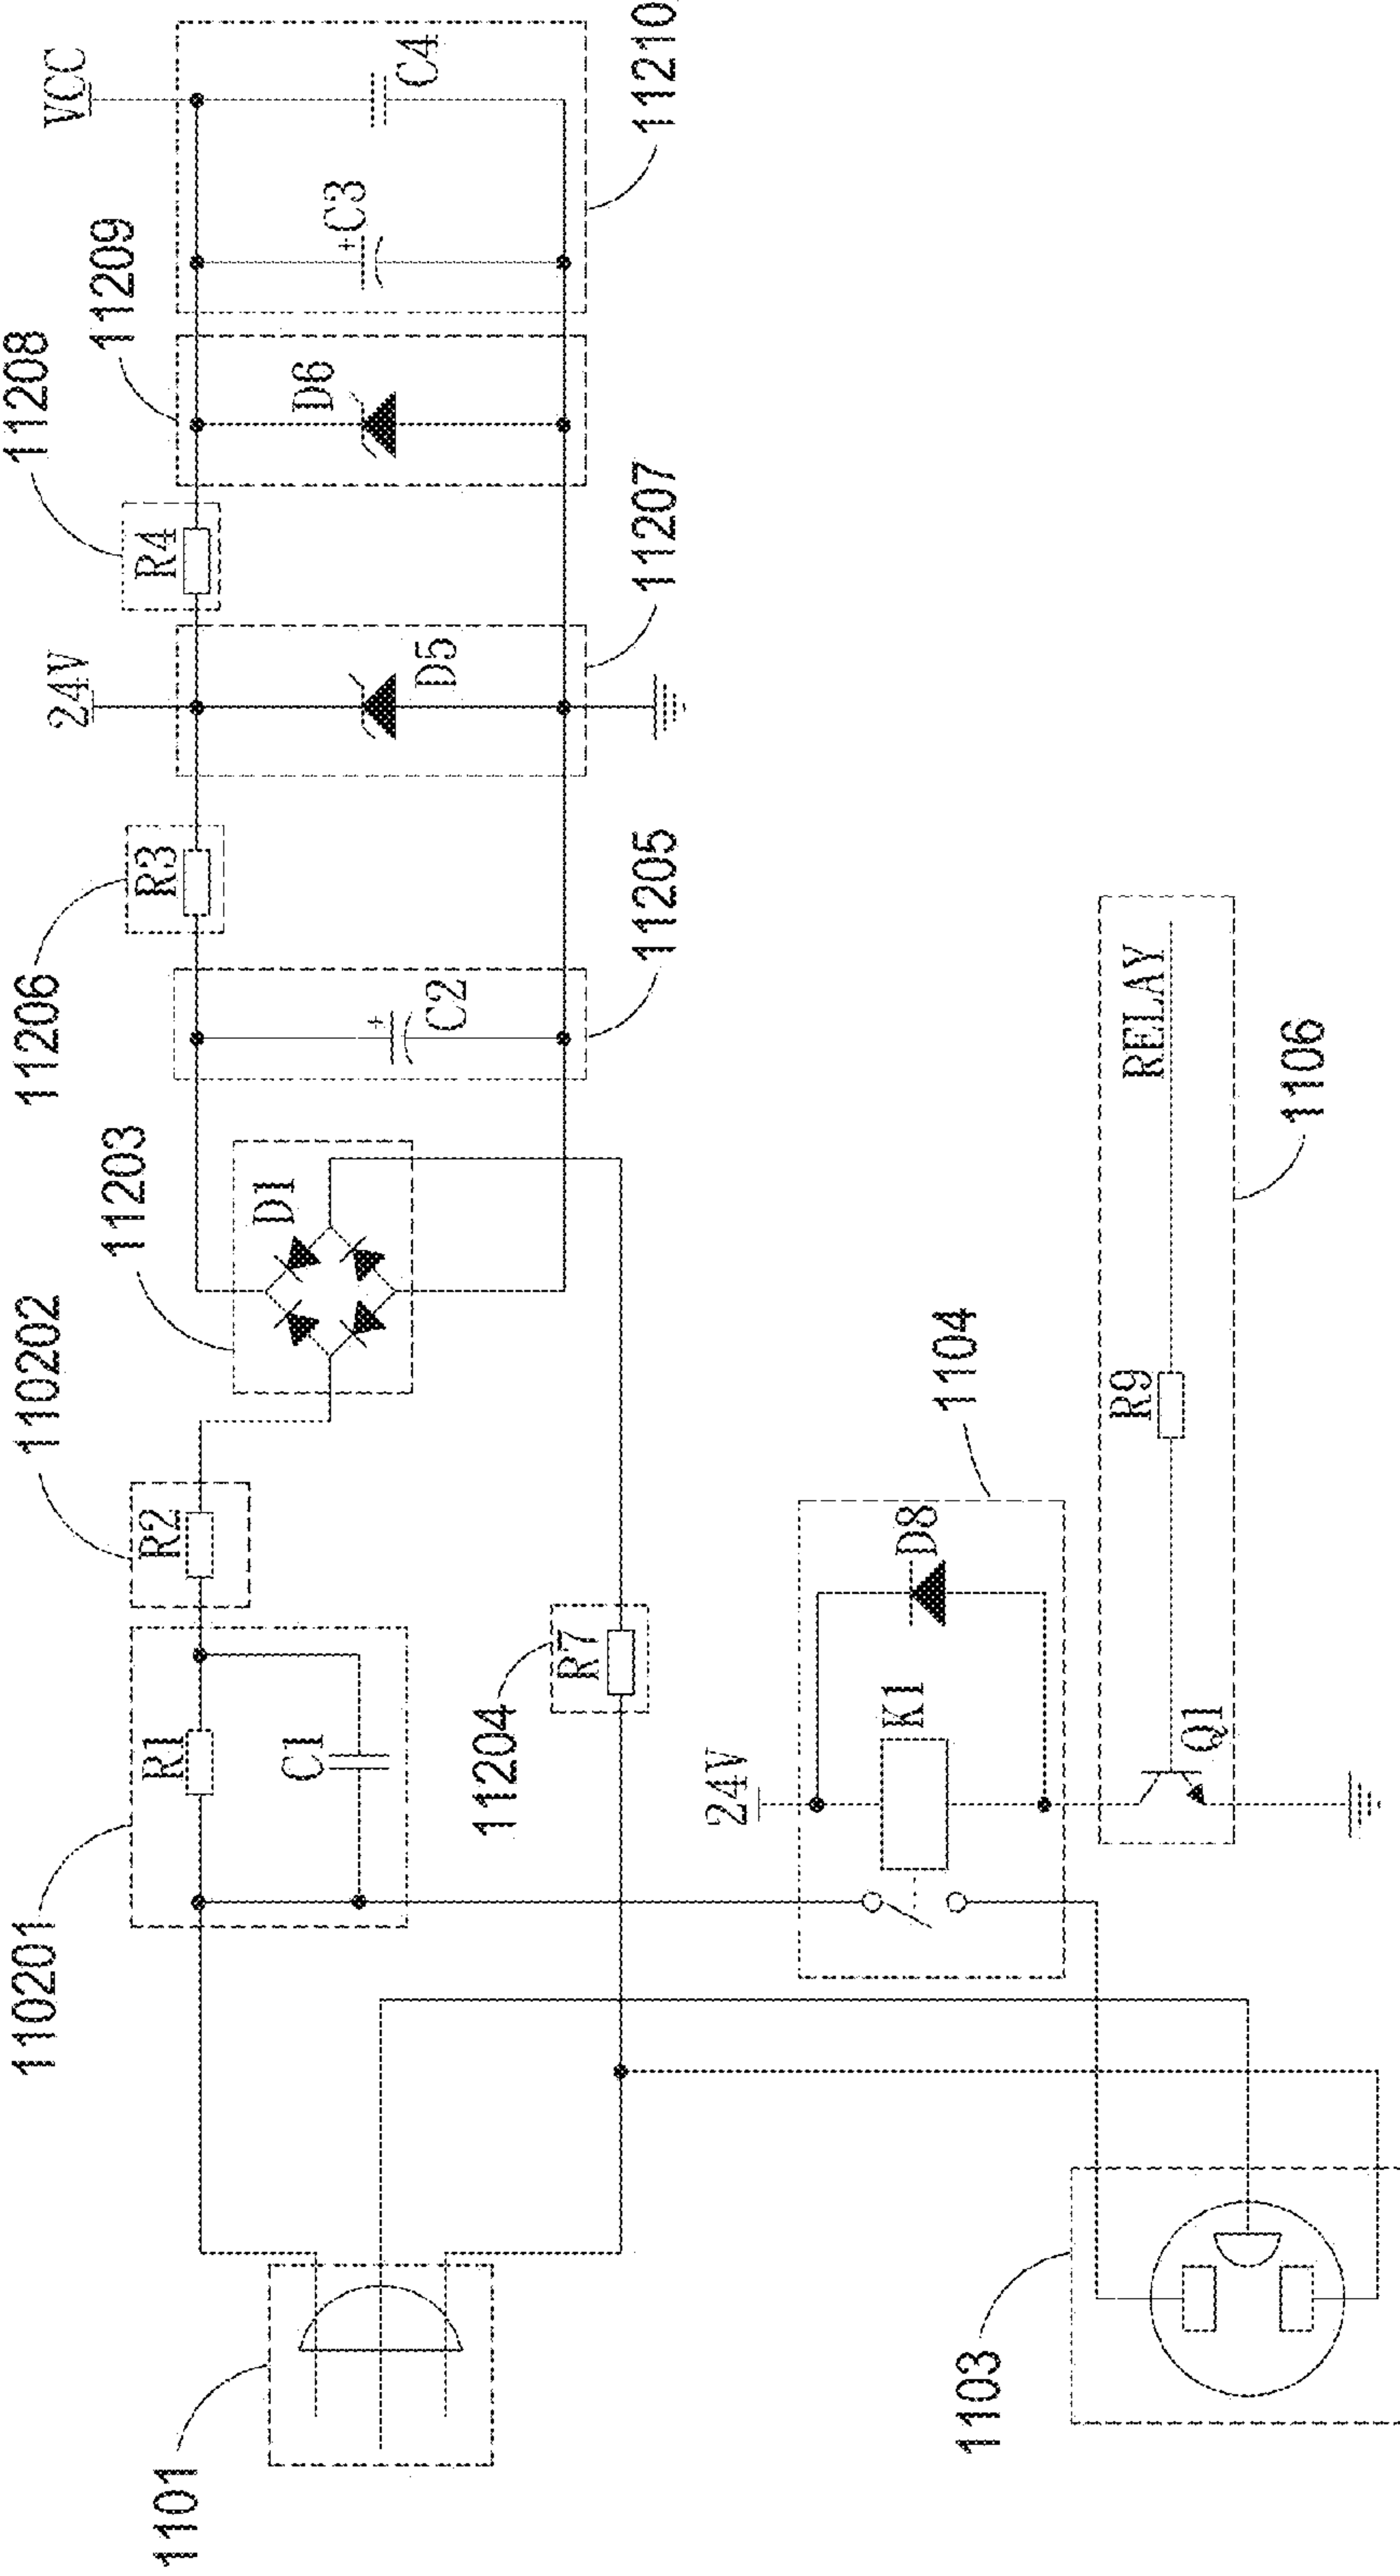 VCC
C4
11210
C3
+
11209
D6
11208
R4
11207
24V
D5
11206
R3
11205
C2
+
11203
D1
110202
R2
110201
R1
C1
11204
R7
1101
1104
24V
K1
D8
1106
RELAY
R9
Q1
1103